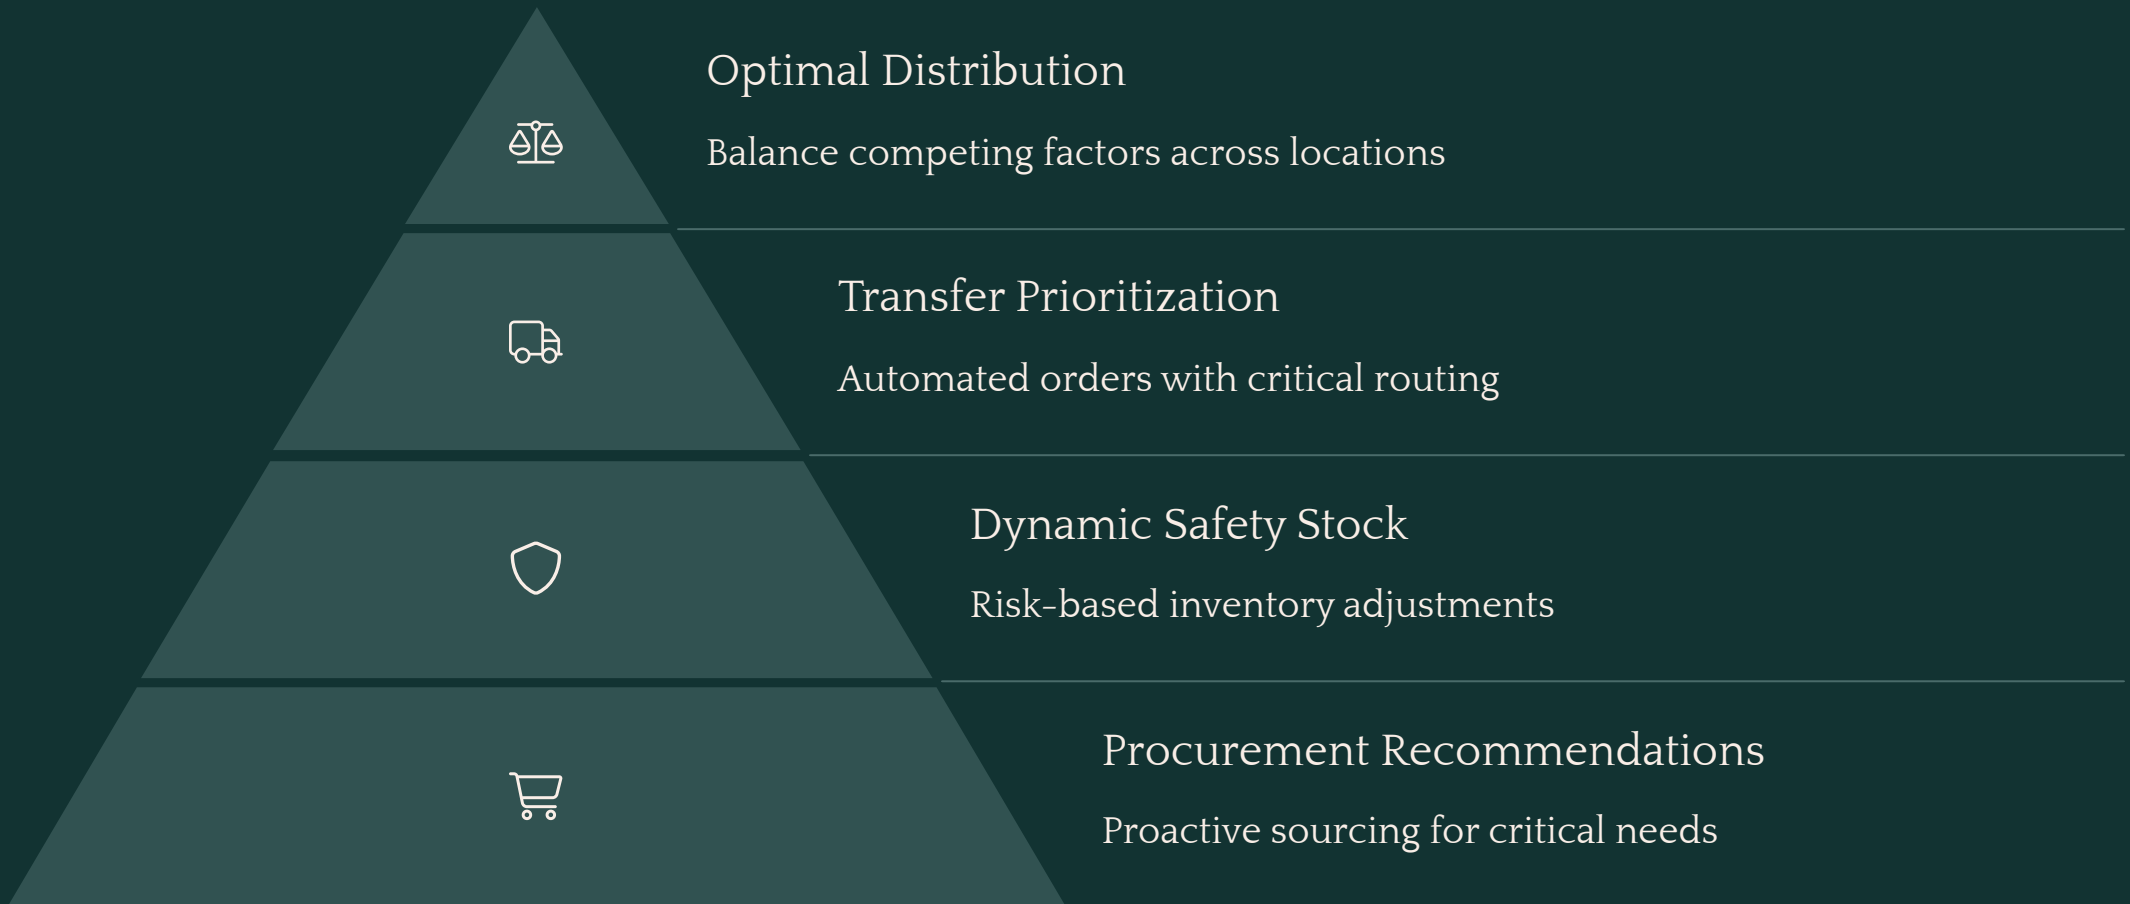 Optimal Distribution
Balance competing factors across locations
Transfer Prioritization
Automated orders with critical routing
Dynamic Safety Stock
Risk-based inventory adjustments
Procurement Recommendations
Proactive sourcing for critical needs